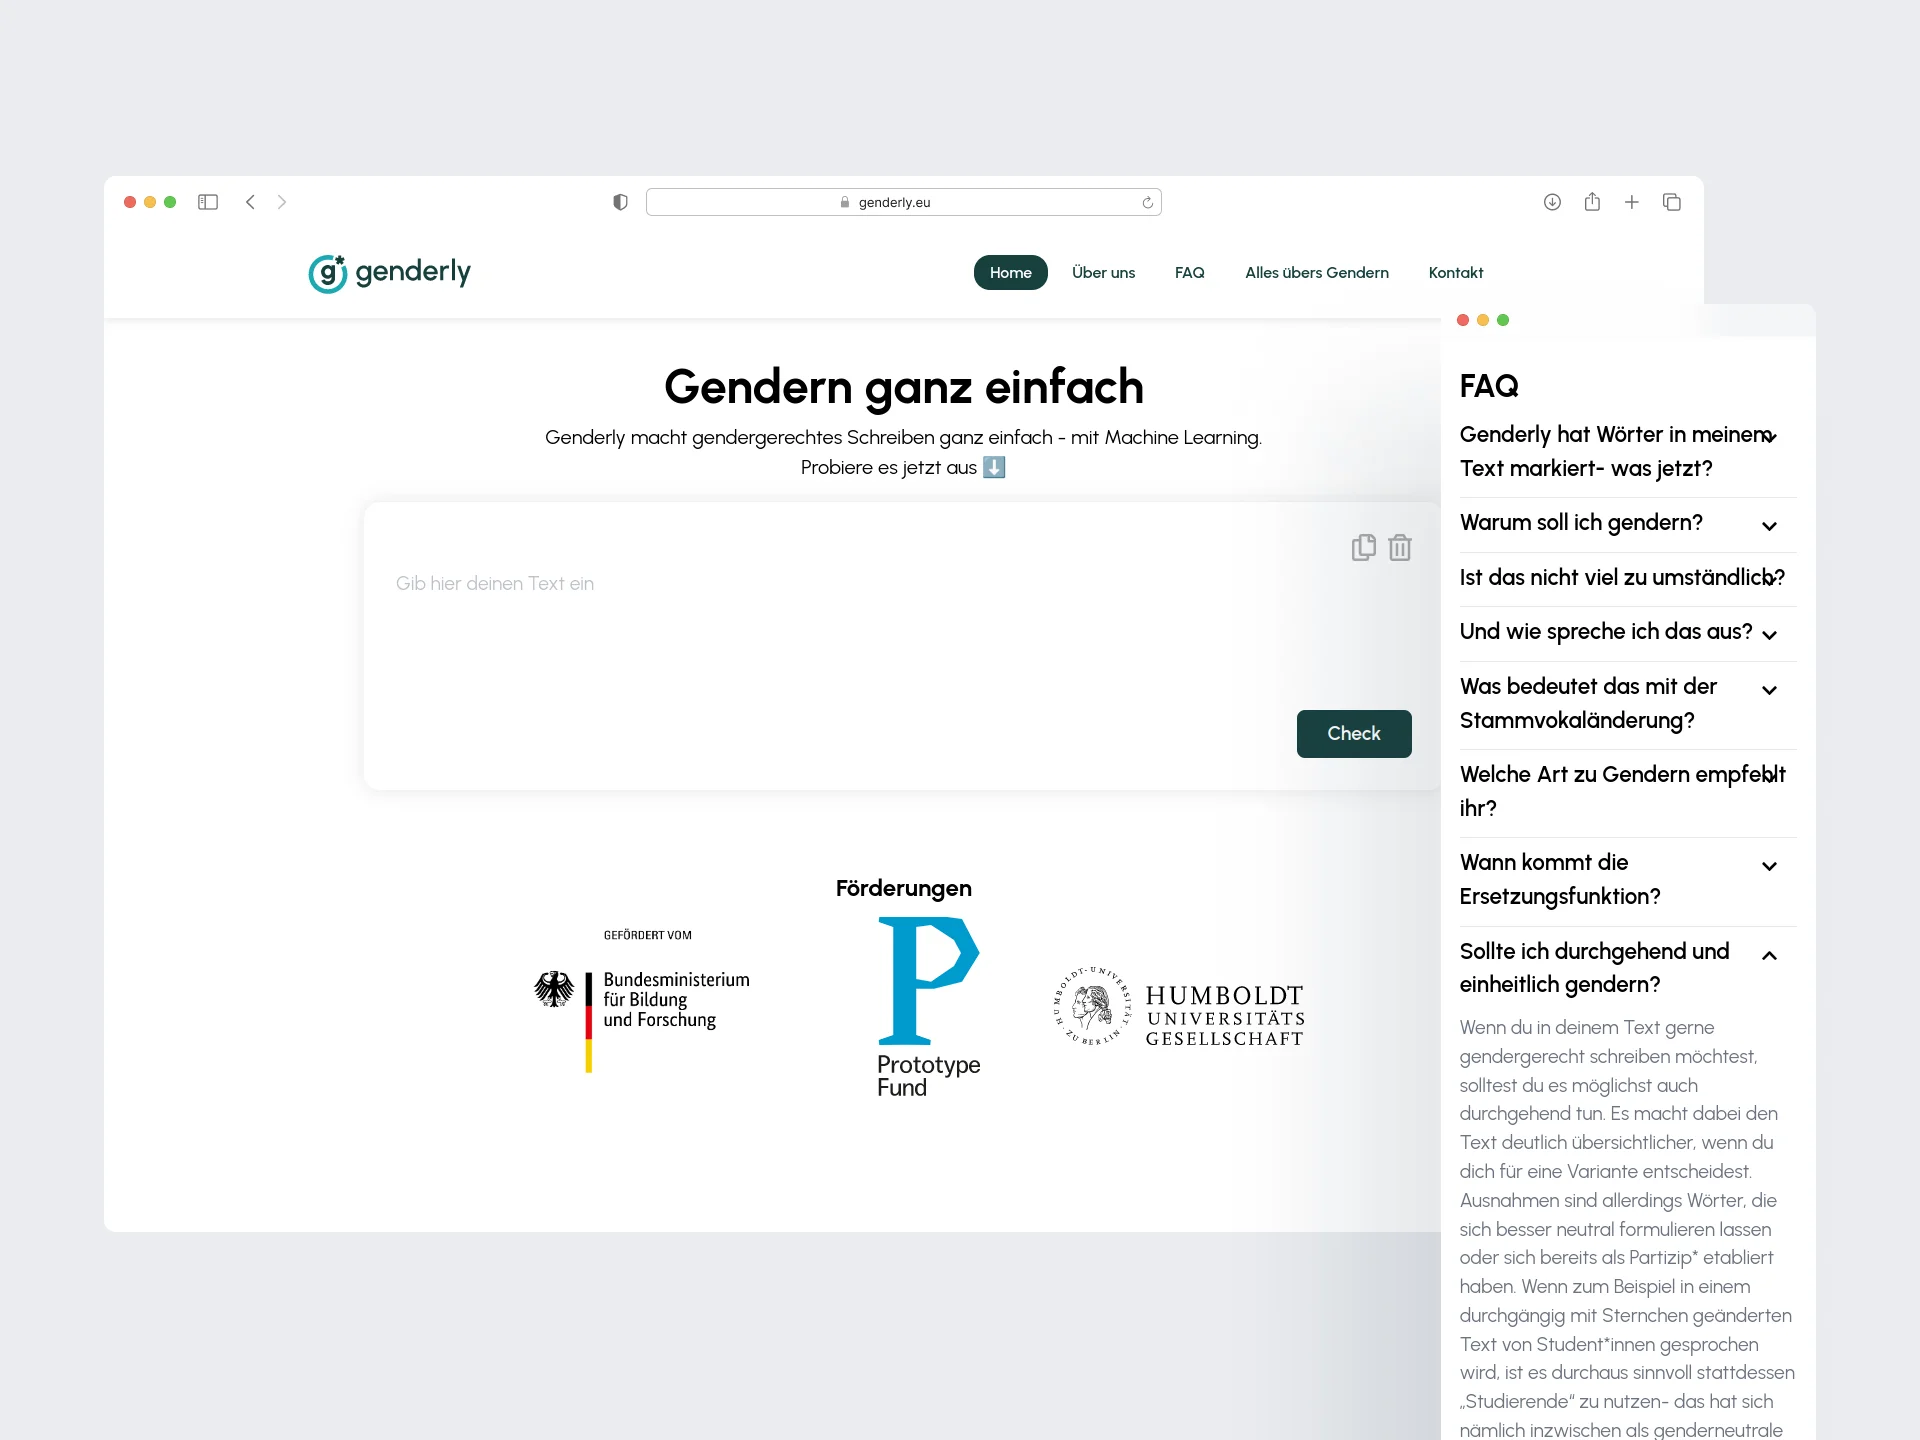 genderly.eu
g* genderly
Home
Über uns
FAQ
Alles übers Gendern
Kontakt
Gendern ganz einfach
Genderly macht gendergerechtes Schreiben ganz einfach - mit Machine Learning.
Probiere es jetzt aus ⬇️
Gib hier deinen Text ein
Check
Förderungen
GEFÖRDERT VOM
Bundesministerium
für Bildung
und Forschung
P
Prototype
Fund
HUMBOLDT-UNIVERSITÄT · ZU BERLIN ·
HUMBOLDT
UNIVERSITÄTS
GESELLSCHAFT
FAQ
Genderly hat Wörter in meinem
Text markiert- was jetzt?
Warum soll ich gendern?
Ist das nicht viel zu umständlich?
Und wie spreche ich das aus?
Was bedeutet das mit der
Stammvokaländerung?
Welche Art zu Gendern empfehlt
ihr?
Wann kommt die
Ersetzungsfunktion?
Sollte ich durchgehend und
einheitlich gendern?
Wenn du in deinem Text gerne
gendergerecht schreiben möchtest,
solltest du es möglichst auch
durchgehend tun. Es macht dabei den
Text deutlich übersichtlicher, wenn du
dich für eine Variante entscheidest.
Ausnahmen sind allerdings Wörter, die
sich besser neutral formulieren lassen
oder sich bereits als Partizip* etabliert
haben. Wenn zum Beispiel in einem
durchgängig mit Sternchen geänderten
Text von Student*innen gesprochen
wird, ist es durchaus sinnvoll stattdessen
„Studierende“ zu nutzen- das hat sich
nämlich inzwischen als genderneutrale